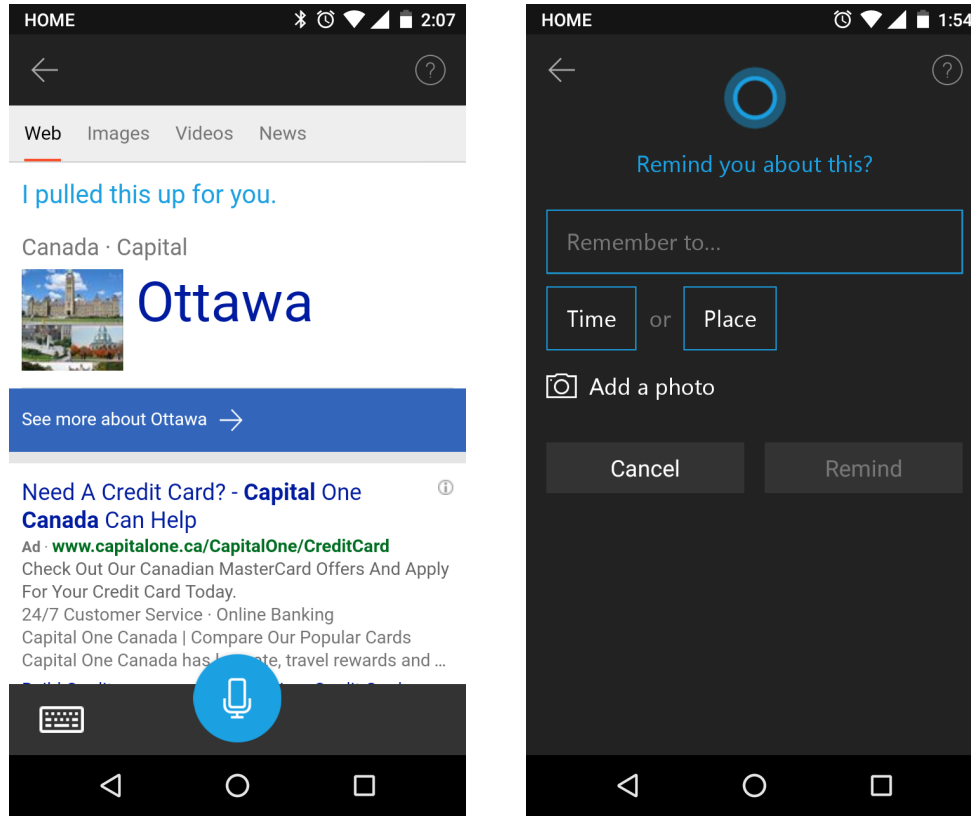 HOME 2:07
?
Web Images Videos News
I pulled this up for you.
Canada · Capital
Ottawa
See more about Ottawa
Need A Credit Card? - Capital One
Canada Can Help
Ad · www.capitalone.ca/CapitalOne/CreditCard
Check Out Our Canadian MasterCard Offers And Apply
For Your Credit Card Today.
24/7 Customer Service · Online Banking
Capital One Canada | Compare Our Popular Cards
Capital One Canada has travel rewards and ...
HOME 1:54
?
Remind you about this?
Remember to...
Time or Place
Add a photo
Cancel Remind